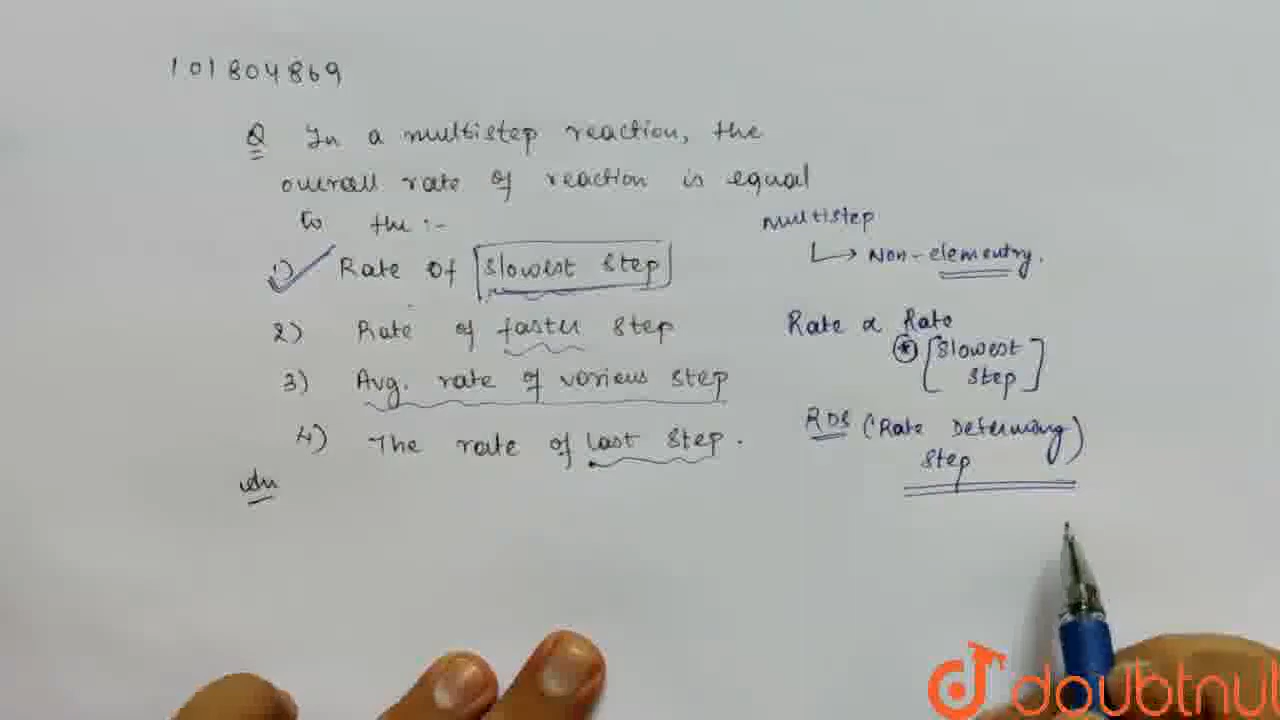 101804869
Q In a multistep reaction, the
overall rate of reaction is equal
to the :-
1) Rate of slowest step
2) Rate of faster step
3) Avg. rate of various step
4) The rate of last step.
multistep
↳ Non-elementry.
Rate α Rate
* [Slowest
step]
RDS (Rate Determing)
step
doubtnut